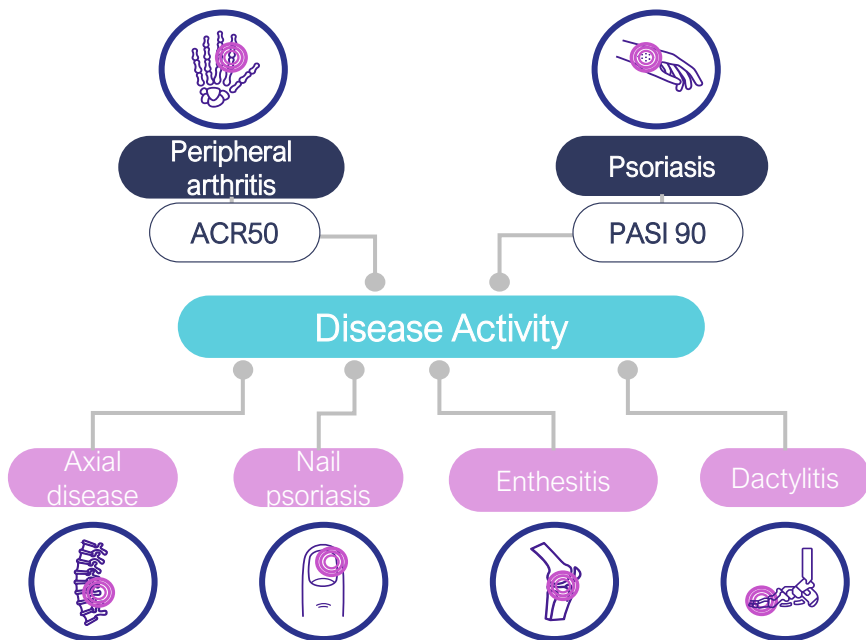 Peripheral
arthritis
Psoriasis
ACR50
PASI 90
Disease Activity
Axial
disease
Nail
psoriasis
Enthesitis
Dactylitis